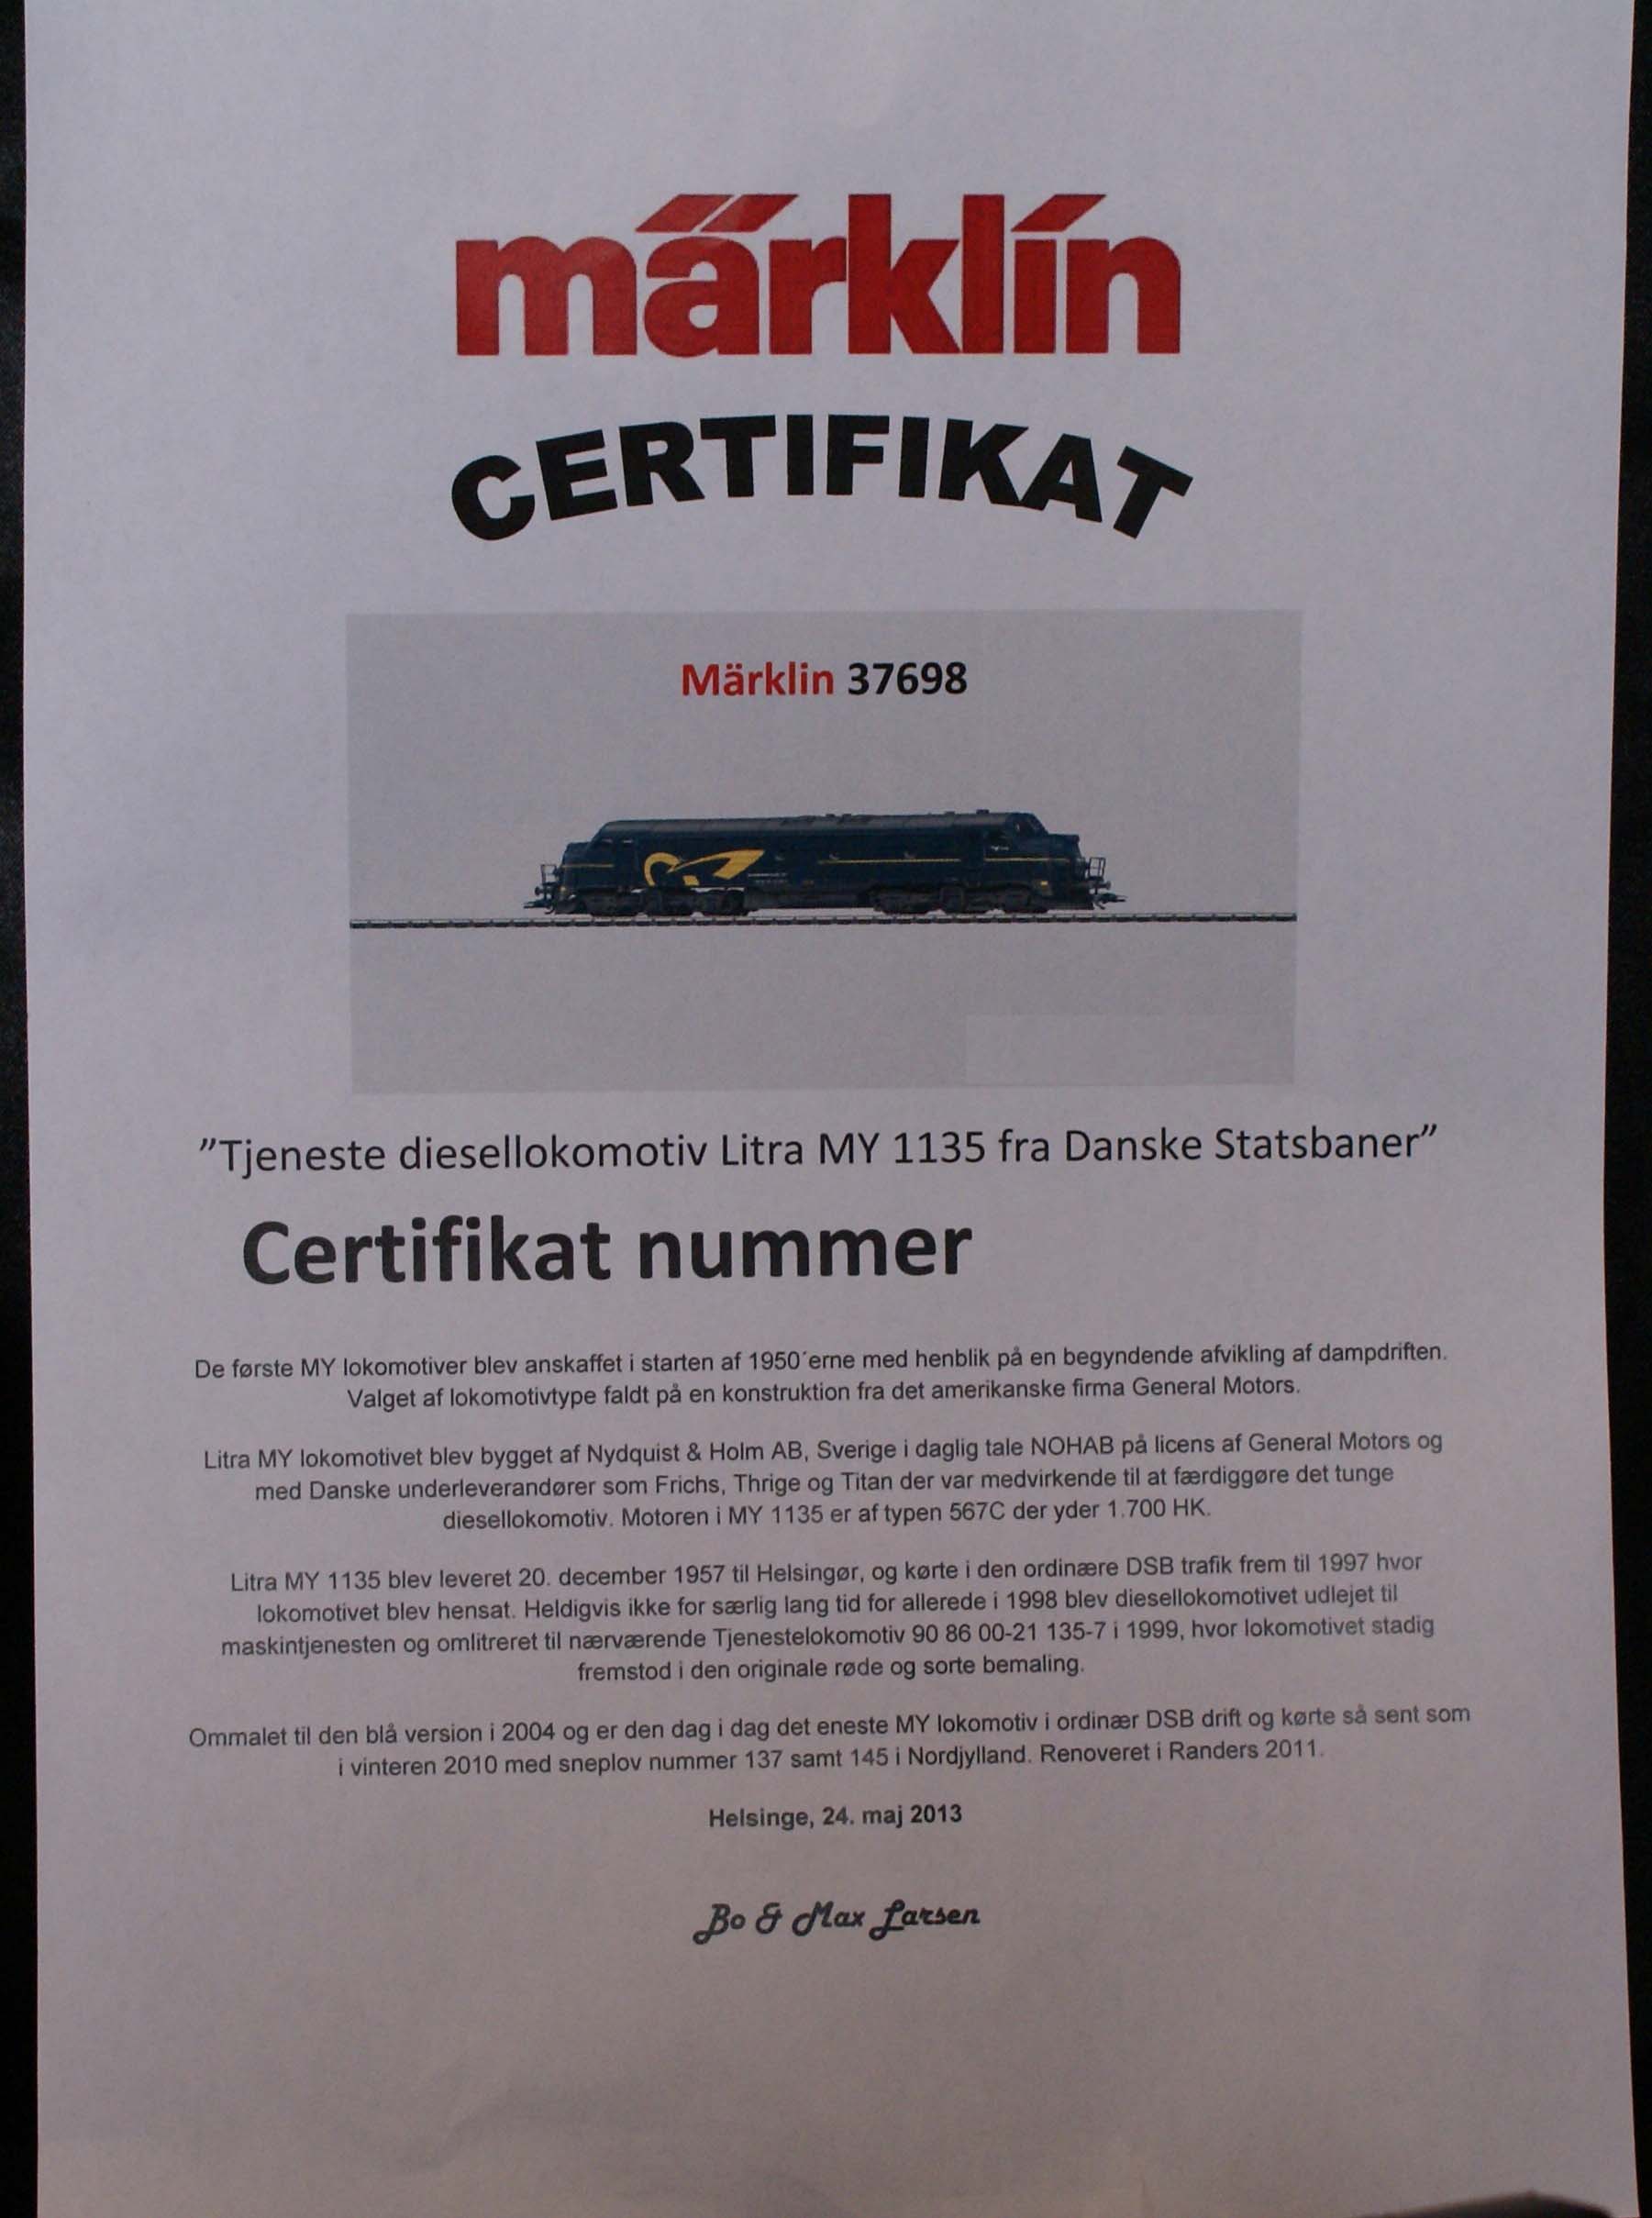 märklín
CERTIFIKAT
Märklin 37698
”Tjeneste diesellokomotiv Litra MY 1135 fra Danske Statsbaner”
Certifikat nummer
De første MY lokomotiver blev anskaffet i starten af 1950´erne med henblik på en begyndende afvikling af dampdriften.
Valget af lokomotivtype faldt på en konstruktion fra det amerikanske firma General Motors.
Litra MY lokomotivet blev bygget af Nydquist & Holm AB, Sverige i daglig tale NOHAB på licens af General Motors og
med Danske underleverandører som Frichs, Thrige og Titan der var medvirkende til at færdiggøre det tunge
diesellokomotiv. Motoren i MY 1135 er af typen 567C der yder 1.700 HK.
Litra MY 1135 blev leveret 20. december 1957 til Helsingør, og kørte i den ordinære DSB trafik frem til 1997 hvor
lokomotivet blev hensat. Heldigvis ikke for særlig lang tid for allerede i 1998 blev diesellokomotivet udlejet til
maskintjenesten og omlitreret til nærværende Tjenestelokomotiv 90 86 00-21 135-7 i 1999, hvor lokomotivet stadig
fremstod i den originale røde og sorte bemaling.
Ommalet til den blå version i 2004 og er den dag i dag det eneste MY lokomotiv i ordinær DSB drift og kørte så sent som
i vinteren 2010 med sneplov nummer 137 samt 145 i Nordjylland. Renoveret i Randers 2011.
Helsinge, 24. maj 2013
Bo & Max Larsen